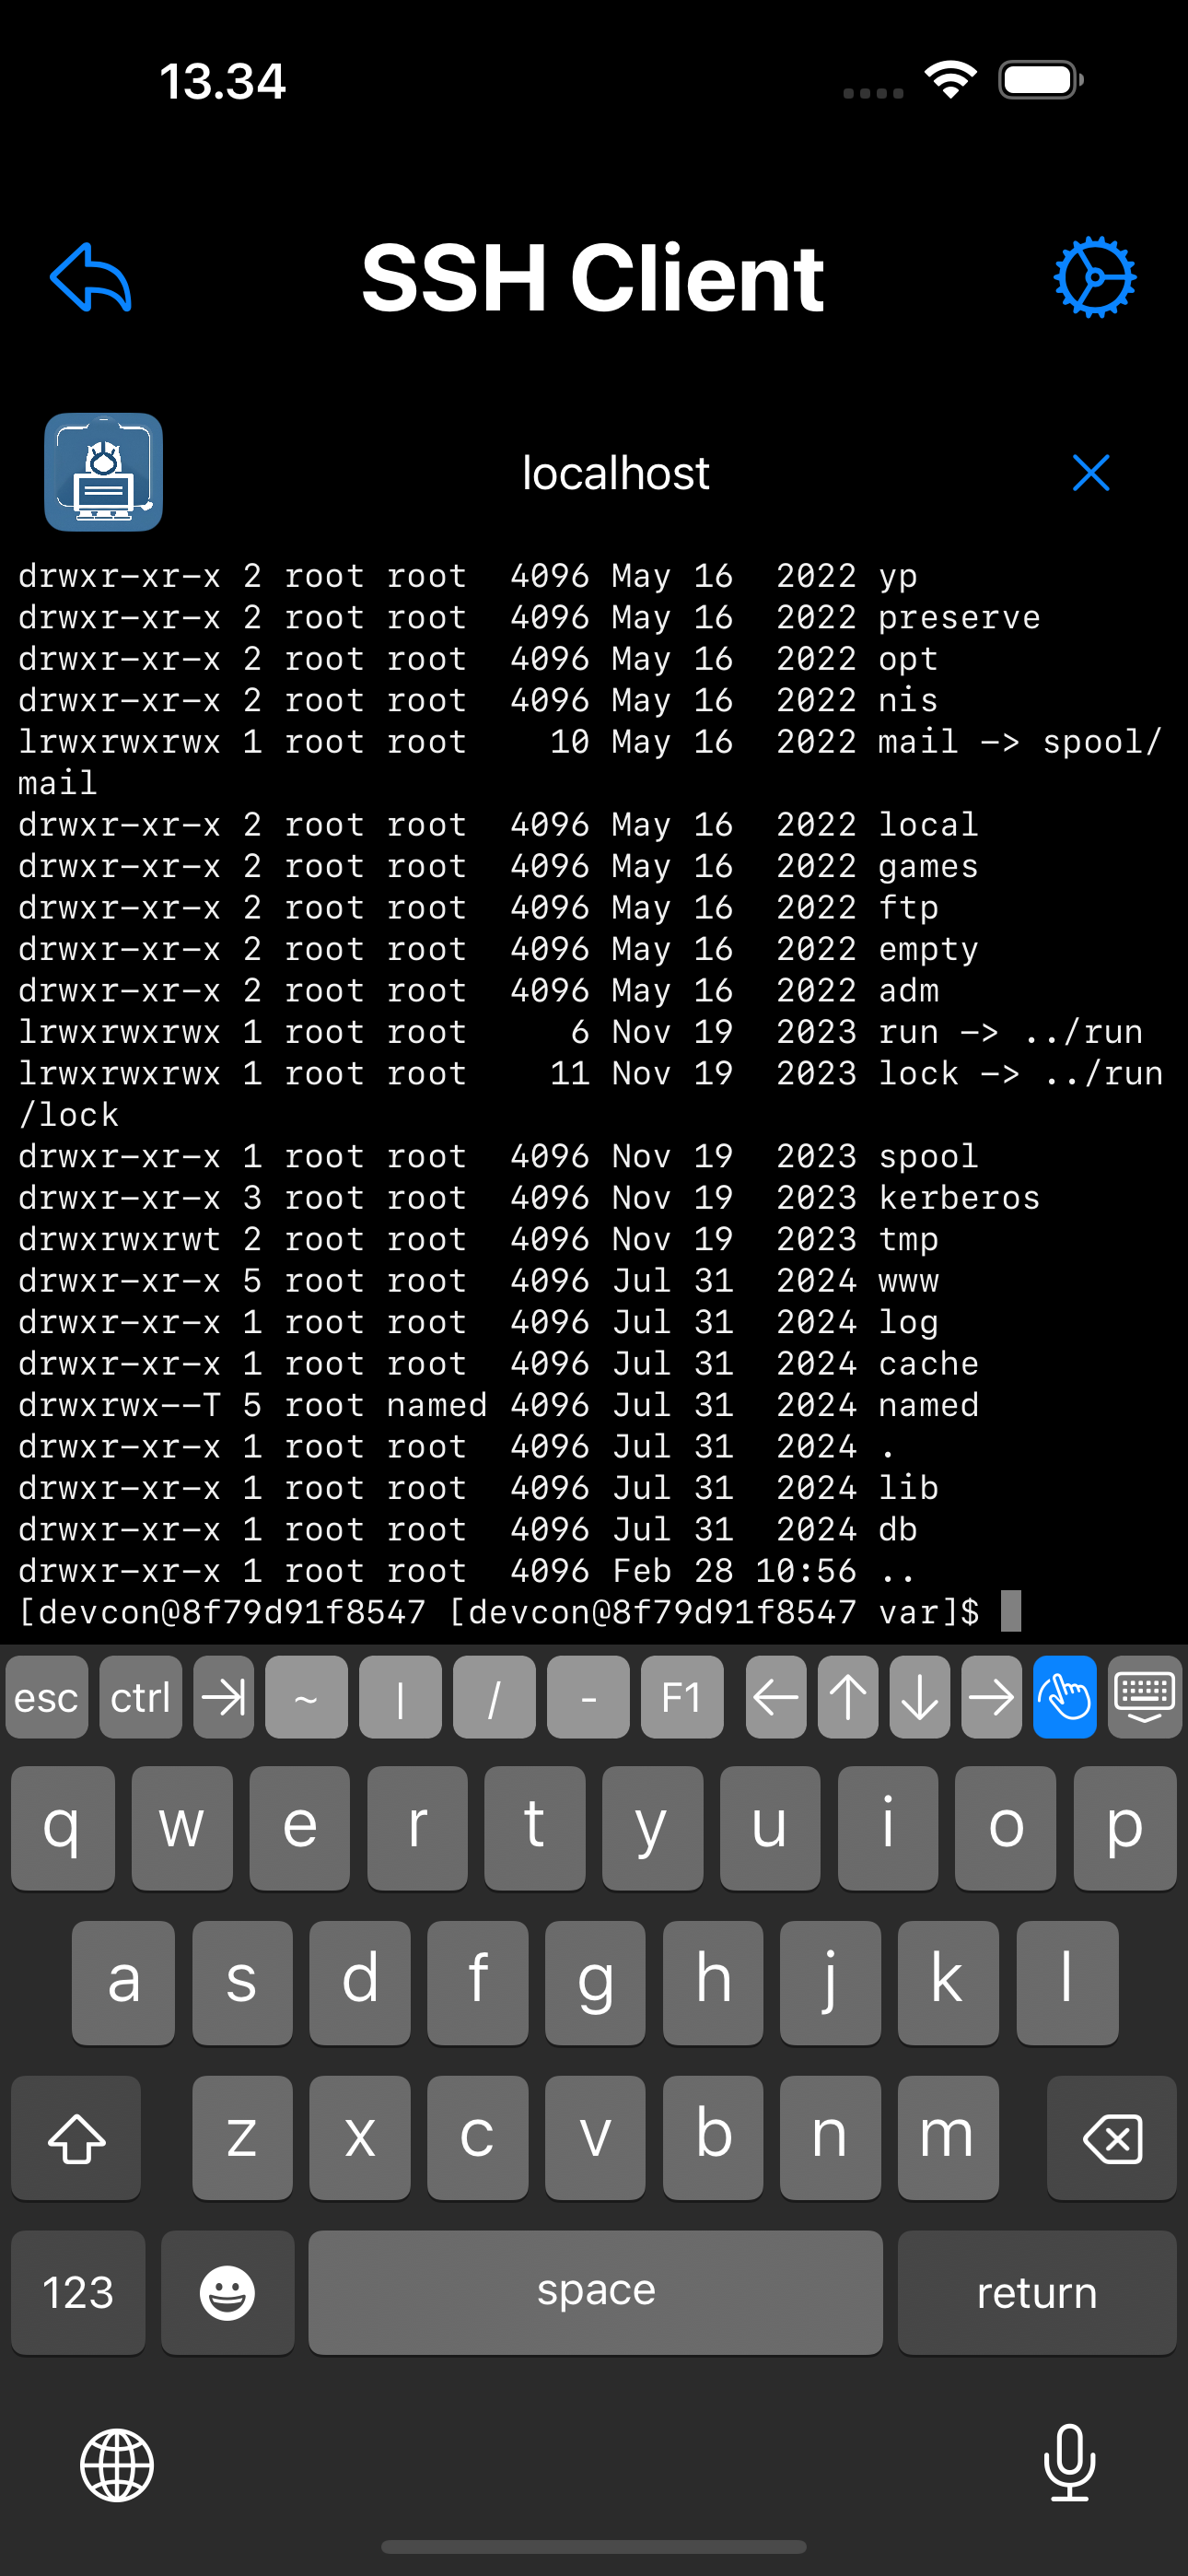 13.34
SSH Client
localhost
drwxr-xr-x 2 root root  4096 May 16  2022 yp
drwxr-xr-x 2 root root  4096 May 16  2022 preserve
drwxr-xr-x 2 root root  4096 May 16  2022 opt
drwxr-xr-x 2 root root  4096 May 16  2022 nis
lrwxrwxrwx 1 root root    10 May 16  2022 mail -> spool/
mail
drwxr-xr-x 2 root root  4096 May 16  2022 local
drwxr-xr-x 2 root root  4096 May 16  2022 games
drwxr-xr-x 2 root root  4096 May 16  2022 ftp
drwxr-xr-x 2 root root  4096 May 16  2022 empty
drwxr-xr-x 2 root root  4096 May 16  2022 adm
lrwxrwxrwx 1 root root     6 Nov 19  2023 run -> ../run
lrwxrwxrwx 1 root root    11 Nov 19  2023 lock -> ../run
/lock
drwxr-xr-x 1 root root  4096 Nov 19  2023 spool
drwxr-xr-x 3 root root  4096 Nov 19  2023 kerberos
drwxrwxrwt 2 root root  4096 Nov 19  2023 tmp
drwxr-xr-x 5 root root  4096 Jul 31  2024 www
drwxr-xr-x 1 root root  4096 Jul 31  2024 log
drwxr-xr-x 1 root root  4096 Jul 31  2024 cache
drwxrwx--T 5 root named 4096 Jul 31  2024 named
drwxr-xr-x 1 root root  4096 Jul 31  2024 .
drwxr-xr-x 1 root root  4096 Jul 31  2024 lib
drwxr-xr-x 1 root root  4096 Jul 31  2024 db
drwxr-xr-x 1 root root  4096 Feb 28 10:56 ..
[devcon@8f79d91f8547 [devcon@8f79d91f8547 var]$
esc ctrl ~ | / - F1
q w e r t y u i o p
a s d f g h j k l
z x c v b n m
123 space return